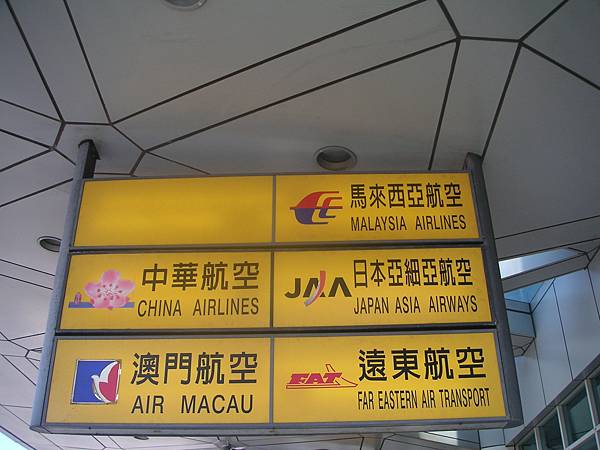 馬來西亞航空
MALAYSIA AIRLINES
中華航空
CHINA AIRLINES
JAA 日本亞細亞航空
JAPAN ASIA AIRWAYS
澳門航空
AIR MACAU
FAT 遠東航空
FAR EASTERN AIR TRANSPORT